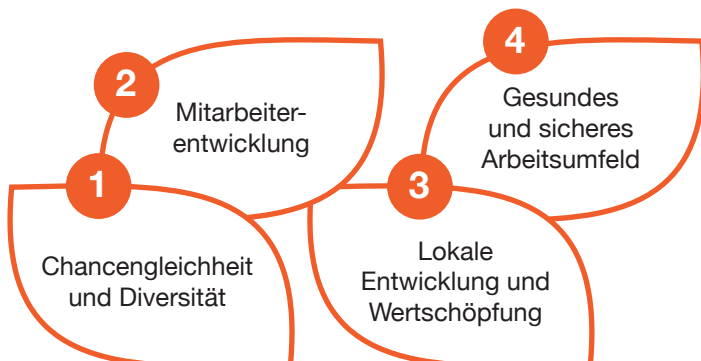 1
Chancengleichheit
und Diversität
2
Mitarbeiter-
entwicklung
3
Lokale
Entwicklung und
Wertschöpfung
4
Gesundes
und sicheres
Arbeitsumfeld